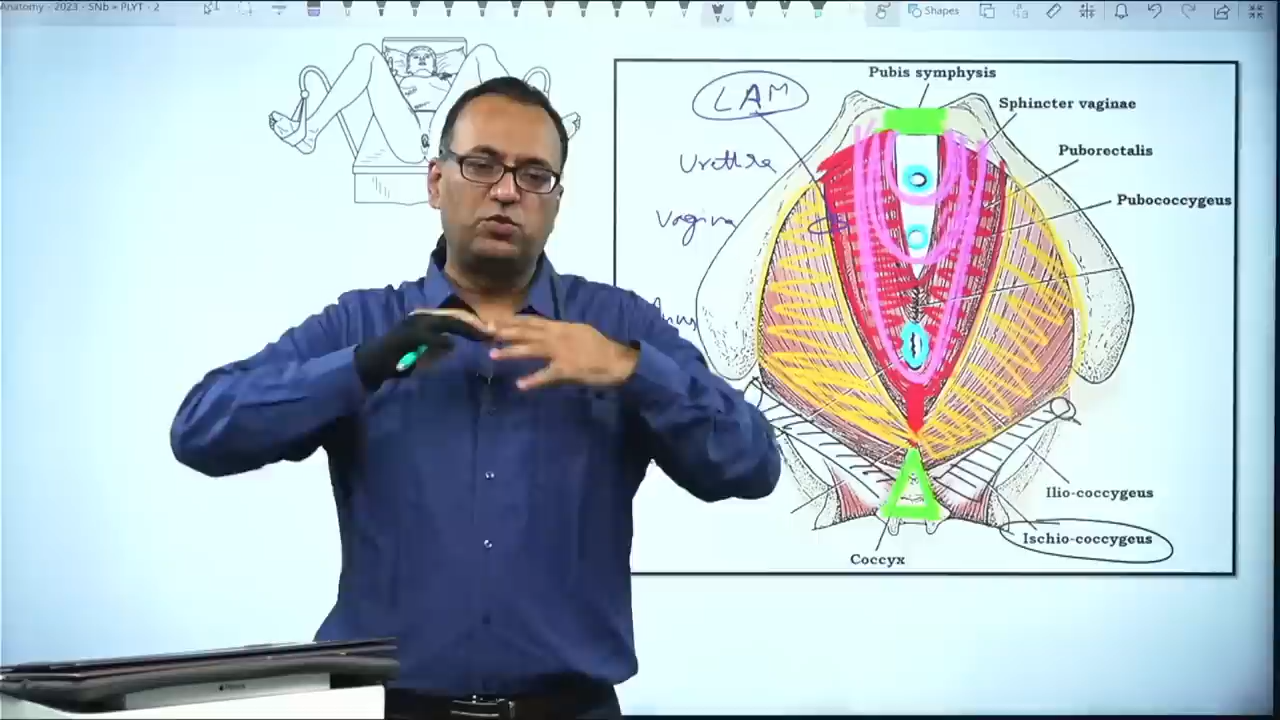 Anatomy - 2023 - SNb » PLYT - 2
Shapes
Pubis symphysis
LAM
Sphincter vaginae
Urethra
Puborectalis
Pubococcygeus
Vagina
Anus
Ilio-coccygeus
Ischio-coccygeus
Coccyx